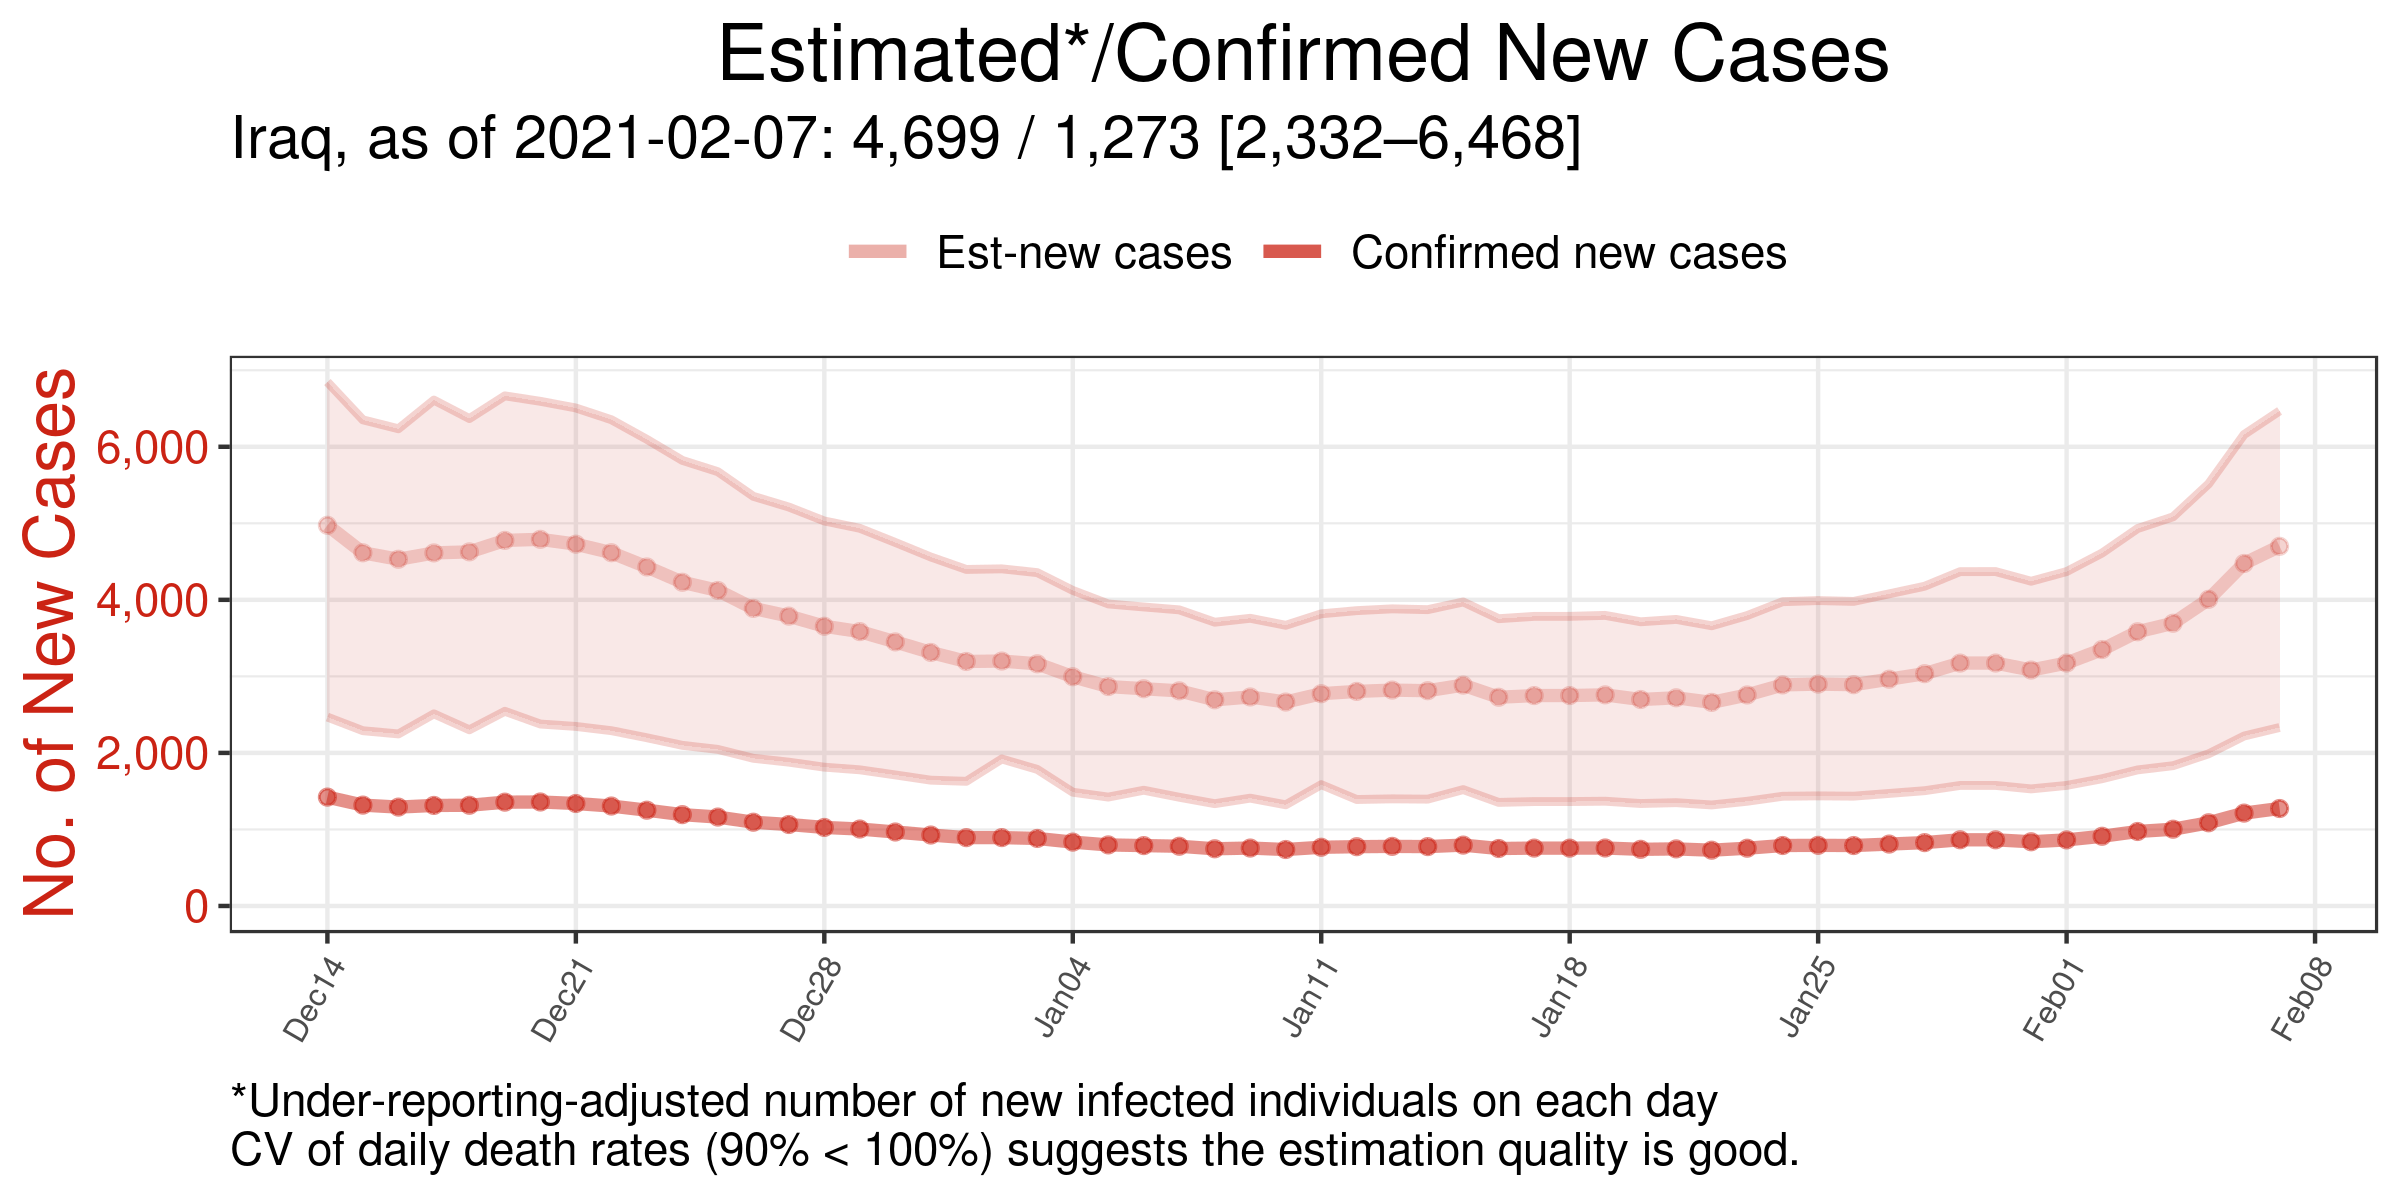 Estimated*/Confirmed New Cases
Iraq, as of 2021-02-07: 4,699 / 1,273 [2,332–6,468]
Est-new cases
Confirmed new cases
No. of New Cases
6,000
4,000
2,000
0
Dec14
Dec21
Dec28
Jan04
Jan11
Jan18
Jan25
Feb01
Feb08
*Under-reporting-adjusted number of new infected individuals on each day
CV of daily death rates (90% < 100%) suggests the estimation quality is good.